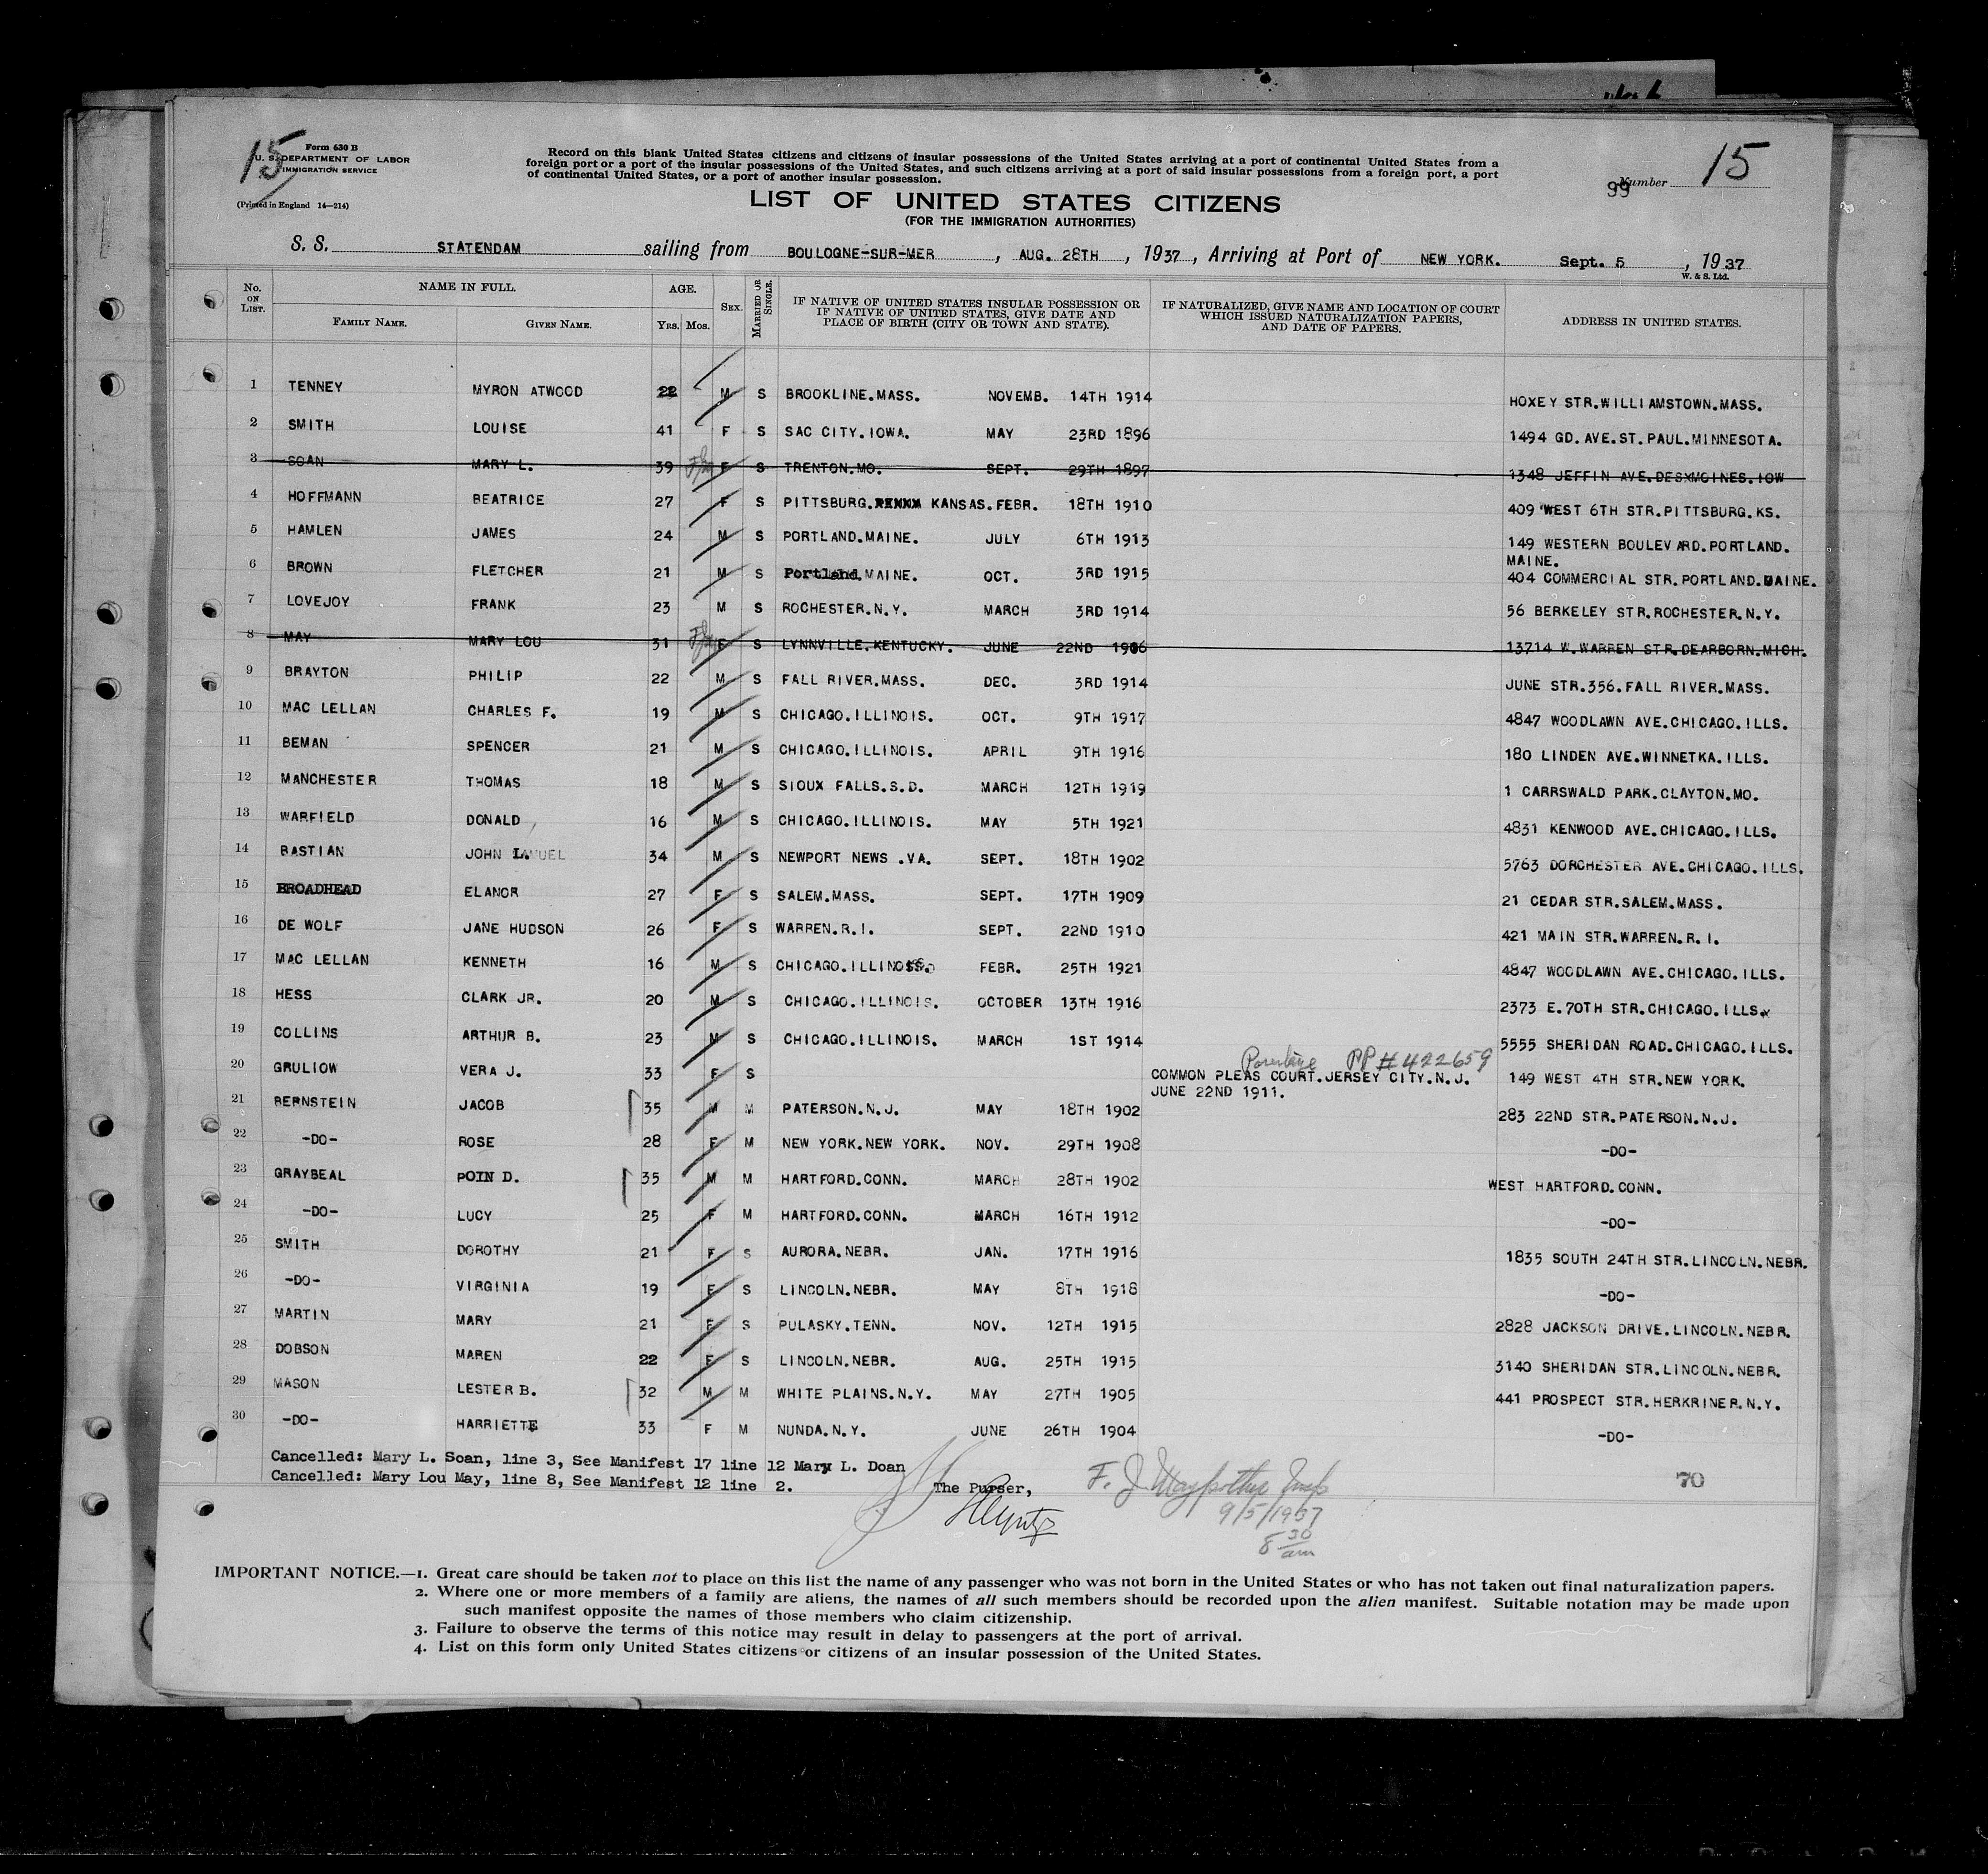 15
Form 630 B
U. S. DEPARTMENT OF LABOR
IMMIGRATION SERVICE
(Printed in England 14—214)
Record on this blank United States citizens and citizens of insular possessions of the United States arriving at a port of continental United States from a
foreign port or a port of the insular possessions of the United States, and such citizens arriving at a port of said insular possessions from a foreign port, a port
of continental United States, or a port of another insular possession.
99 Number 15
LIST OF UNITED STATES CITIZENS
(FOR THE IMMIGRATION AUTHORITIES)
S. S. STATENDAM sailing from BOULOGNE-SUR-MER, AUG. 28TH, 1937, Arriving at Port of NEW YORK. Sept. 5, 1937
W. & S. Ltd.
No. ON LIST. NAME IN FULL. FAMILY NAME. GIVEN NAME. AGE. YRS. MOS. SEX. MARRIED OR SINGLE. IF NATIVE OF UNITED STATES INSULAR POSSESSION OR IF NATIVE OF UNITED STATES, GIVE DATE AND PLACE OF BIRTH (CITY OR TOWN AND STATE). IF NATURALIZED, GIVE NAME AND LOCATION OF COURT WHICH ISSUED NATURALIZATION PAPERS, AND DATE OF PAPERS. ADDRESS IN UNITED STATES.
1 TENNEY MYRON ATWOOD 22 M S BROOKLINE.MASS. NOVEMB. 14TH 1914 HOXEY STR.WILLIAMSTOWN.MASS.
2 SMITH LOUISE 41 F S SAC CITY.IOWA. MAY 23RD 1896 1494 GD.AVE.ST.PAUL.MINNESOTA.
3 SOAN MARY L. 39 F S TRENTON.MO. SEPT. 29TH 1897 1348 JEFFIN AVE.DESXMOINES.IOW
4 HOFFMANN BEATRICE 27 F S PITTSBURG. KANSAS.FEBR. 18TH 1910 409 WEST 6TH STR.PITTSBURG.KS.
5 HAMLEN JAMES 24 M S PORTLAND.MAINE. JULY 6TH 1913 149 WESTERN BOULEVARD.PORTLAND.
MAINE.
6 BROWN FLETCHER 21 M S Portland.MAINE. OCT. 3RD 1915 404 COMMERCIAL STR.PORTLAND.MAINE.
7 LOVEJOY FRANK 23 M S ROCHESTER.N.Y. MARCH 3RD 1914 56 BERKELEY STR.ROCHESTER.N.Y.
8 MAY MARY LOU 31 F S LYNNVILLE.KENTUCKY. JUNE 22ND 1906 13714 W.WARREN STR.DEARBORN.MICH.
9 BRAYTON PHILIP 22 M S FALL RIVER.MASS. DEC. 3RD 1914 JUNE STR.356.FALL RIVER.MASS.
10 MAC LELLAN CHARLES F. 19 M S CHICAGO.ILLINOIS. OCT. 9TH 1917 4847 WOODLAWN AVE.CHICAGO.ILLS.
11 BEMAN SPENCER 21 M S CHICAGO.ILLINOIS. APRIL 9TH 1916 180 LINDEN AVE.WINNETKA.ILLS.
12 MANCHESTER THOMAS 18 M S SIOUX FALLS.S.D. MARCH 12TH 1919 1 CARRSWALD PARK.CLAYTON.MO.
13 WARFIELD DONALD 16 M S CHICAGO.ILLINOIS. MAY 5TH 1921 4831 KENWOOD AVE.CHICAGO.ILLS.
14 BASTIAN JOHN L. 34 M S NEWPORT NEWS .VA. SEPT. 18TH 1902 5763 DORCHESTER AVE.CHICAGO.ILLS.
15 BROADHEAD ELANOR 27 F S SALEM.MASS. SEPT. 17TH 1909 21 CEDAR STR.SALEM.MASS.
16 DE WOLF JANE HUDSON 26 F S WARREN.R.I. SEPT. 22ND 1910 421 MAIN STR.WARREN.R.I.
17 MAC LELLAN KENNETH 16 M S CHICAGO.ILLINOIS. FEBR. 25TH 1921 4847 WOODLAWN AVE.CHICAGO.ILLS.
18 HESS CLARK JR. 20 M S CHICAGO.ILLINOIS. OCTOBER 13TH 1916 2373 E.70TH STR.CHICAGO.ILLS.
19 COLLINS ARTHUR B. 23 M S CHICAGO.ILLINOIS. MARCH 1ST 1914 5555 SHERIDAN ROAD.CHICAGO.ILLS.
PP # 422659
20 GRULIOW VERA J. 33 F S COMMON PLEAS COURT.JERSEY CITY.N.J. 149 WEST 4TH STR.NEW YORK.
JUNE 22ND 1911.
21 BERNSTEIN JACOB 35 M M PATERSON.N.J. MAY 18TH 1902 283 22ND STR.PATERSON.N.J.
22 -DO- ROSE 28 F M NEW YORK.NEW YORK. NOV. 29TH 1908 -DO-
23 GRAYBEAL POIN D. 35 M M HARTFORD.CONN. MARCH 28TH 1902 WEST HARTFORD.CONN.
24 -DO- LUCY 25 F M HARTFORD.CONN. MARCH 16TH 1912 -DO-
25 SMITH DOROTHY 21 F S AURORA.NEBR. JAN. 17TH 1916 1835 SOUTH 24TH STR.LINCOLN.NEBR.
26 -DO- VIRGINIA 19 F S LINCOLN.NEBR. MAY 8TH 1918 -DO-
27 MARTIN MARY 21 F S PULASKY.TENN. NOV. 12TH 1915 2828 JACKSON DRIVE.LINCOLN.NEBR.
28 DOBSON MAREN 22 F S LINCOLN.NEBR. AUG. 25TH 1915 3140 SHERIDAN STR.LINCOLN.NEBR.
29 MASON LESTER B. 32 M M WHITE PLAINS.N.Y. MAY 27TH 1905 441 PROSPECT STR.HERKRINER.N.Y.
30 -DO- HARRIETTE 33 F M NUNDA.N.Y. JUNE 26TH 1904 -DO-
Cancelled: Mary L. Soan, line 3, See Manifest 17 line 12 Mary L. Doan
Cancelled: Mary Lou May, line 8, See Manifest 12 line 2.
The Purser,
70
9/5/1937
8 30 am
IMPORTANT NOTICE.—1. Great care should be taken not to place on this list the name of any passenger who was not born in the United States or who has not taken out final naturalization papers.
2. Where one or more members of a family are aliens, the names of all such members should be recorded upon the alien manifest. Suitable notation may be made upon
such manifest opposite the names of those members who claim citizenship.
3. Failure to observe the terms of this notice may result in delay to passengers at the port of arrival.
4. List on this form only United States citizens or citizens of an insular possession of the United States.